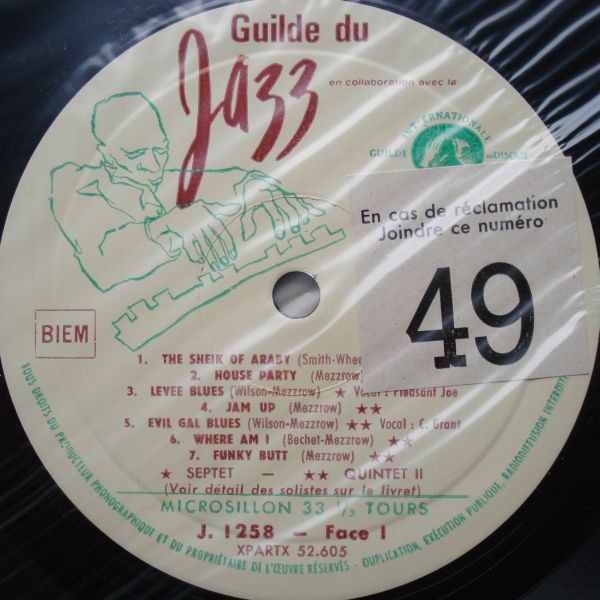 Guilde du
Jazz
en collaboration avec la
GUILDE INTERNATIONALE DU DISQUE
En cas de réclamation
Joindre ce numéro
49
BIEM
1. THE SHEIK OF ARABY (Smith-Whee
2. HOUSE PARTY (Mezzrow)
3. LEVEE BLUES (Wilson-Mezzrow) ★ Vocal : Pleasant Joe
4. JAM UP (Mezzrow) ★★
5. EVIL GAL BLUES (Wilson-Mezzrow) ★★ Vocal : C. Grant
6. WHERE AM I (Bechet-Mezzrow) ★★
7. FUNKY BUTT (Mezzrow) ★★
★ SEPTET – ★★ QUINTET II
(Voir détail des solistes sur le livret)
MICROSILLON 33 1/3 TOURS
J. 1258 – Face I
XPARTX 52.605
TOUS DROITS DU PRODUCTEUR PHONOGRAPHIQUE ET DU PROPRIÉTAIRE DE L'ŒUVRE RÉSERVÉS - DUPLICATION, EXÉCUTION PUBLIQUE, RADIODIFFUSION INTERDITE